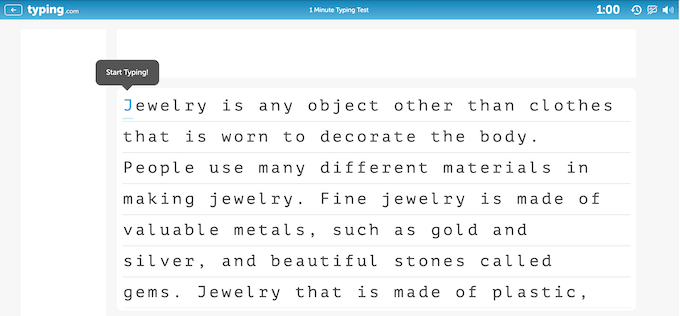 typing.com
1 Minute Typing Test
1:00
Start Typing!
Jewelry is any object other than clothes
that is worn to decorate the body.
People use many different materials in
making jewelry. Fine jewelry is made of
valuable metals, such as gold and
silver, and beautiful stones called
gems. Jewelry that is made of plastic,